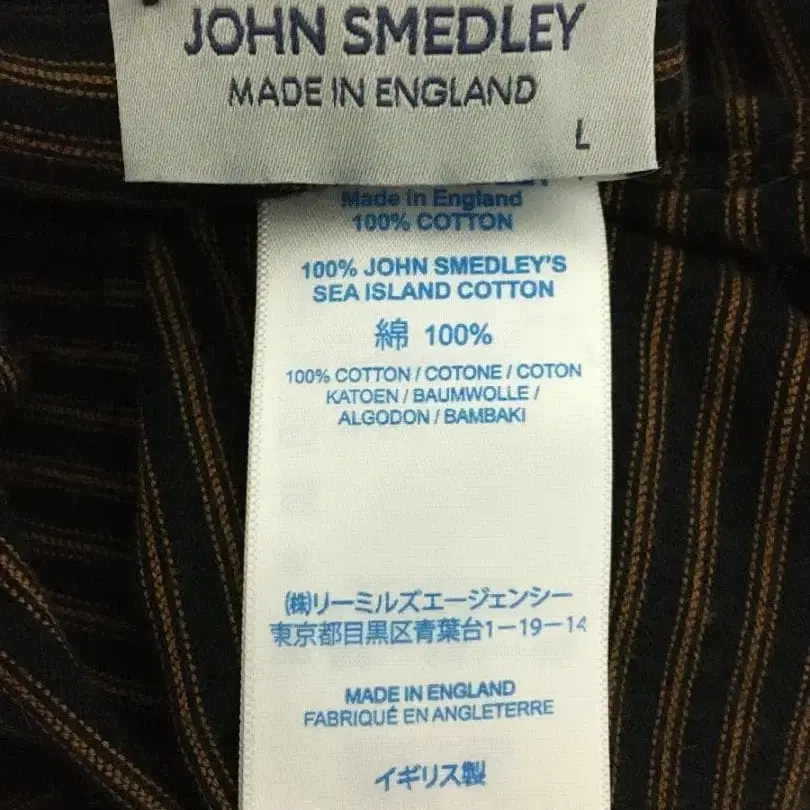 JOHN SMEDLEY
MADE IN ENGLAND
L
SMEDLEY
Made in England
100% COTTON
100% JOHN SMEDLEY'S
SEA ISLAND COTTON
綿 100%
100% COTTON / COTONE / COTON
KATOEN / BAUMWOLLE /
ALGODON / BAMBAKI
㈱リーミルズエージェンシー
東京都目黒区青葉台1-19-14
MADE IN ENGLAND
FABRIQUÉ EN ANGLETERRE
イギリス製